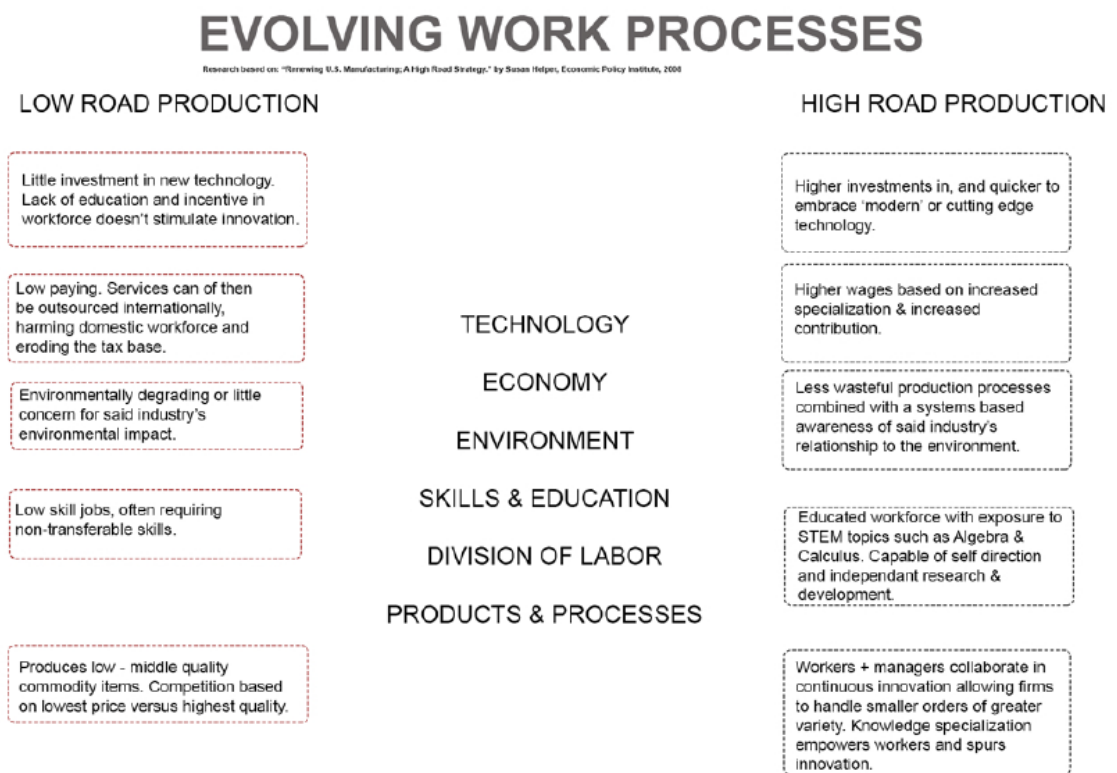 EVOLVING WORK PROCESSES
Research based on: "Renewing U.S. Manufacturing; A High Road Strategy." by Susan Helper, Economic Policy Institute, 2008
LOW ROAD PRODUCTION
Little investment in new technology.
Lack of education and incentive in
workforce doesn't stimulate innovation.
Low paying. Services can of then
be outsourced internationally,
harming domestic workforce and
eroding the tax base.
Environmentally degrading or little
concern for said industry's
environmental impact.
Low skill jobs, often requiring
non-transferable skills.
Produces low - middle quality
commodity items. Competition based
on lowest price versus highest quality.
TECHNOLOGY
ECONOMY
ENVIRONMENT
SKILLS & EDUCATION
DIVISION OF LABOR
PRODUCTS & PROCESSES
HIGH ROAD PRODUCTION
Higher investments in, and quicker to
embrace 'modern' or cutting edge
technology.
Higher wages based on increased
specialization & increased
contribution.
Less wasteful production processes
combined with a systems based
awareness of said industry's
relationship to the environment.
Educated workforce with exposure to
STEM topics such as Algebra &
Calculus. Capable of self direction
and independant research &
development.
Workers + managers collaborate in
continuous innovation allowing firms
to handle smaller orders of greater
variety. Knowledge specialization
empowers workers and spurs
innovation.